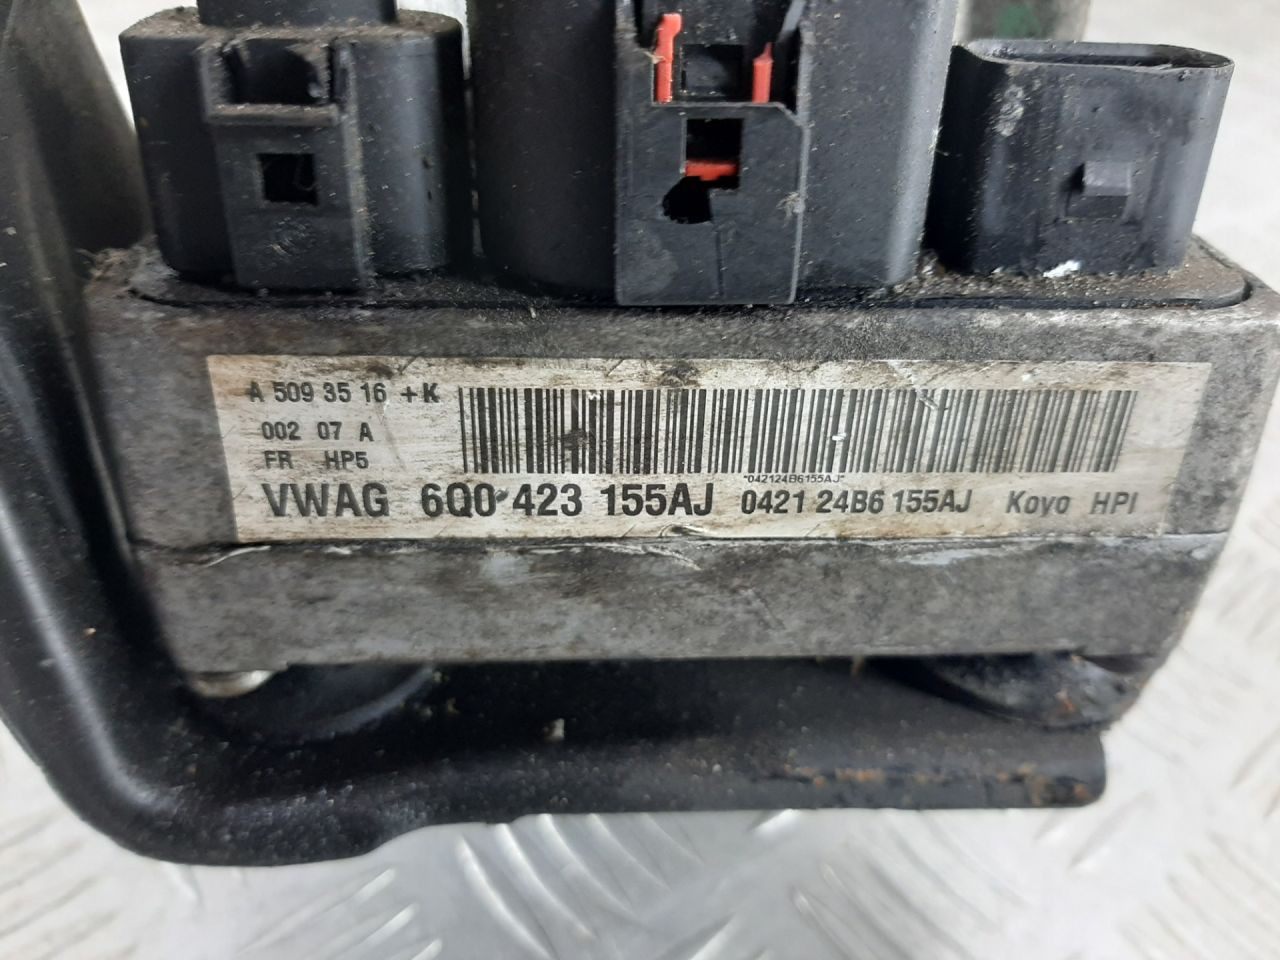 A 509 35 16 +K
002 07 A
FR HP5
*042124B6155AJ*
VWAG 6Q0 423 155AJ 0421 24B6 155AJ Koyo HPI